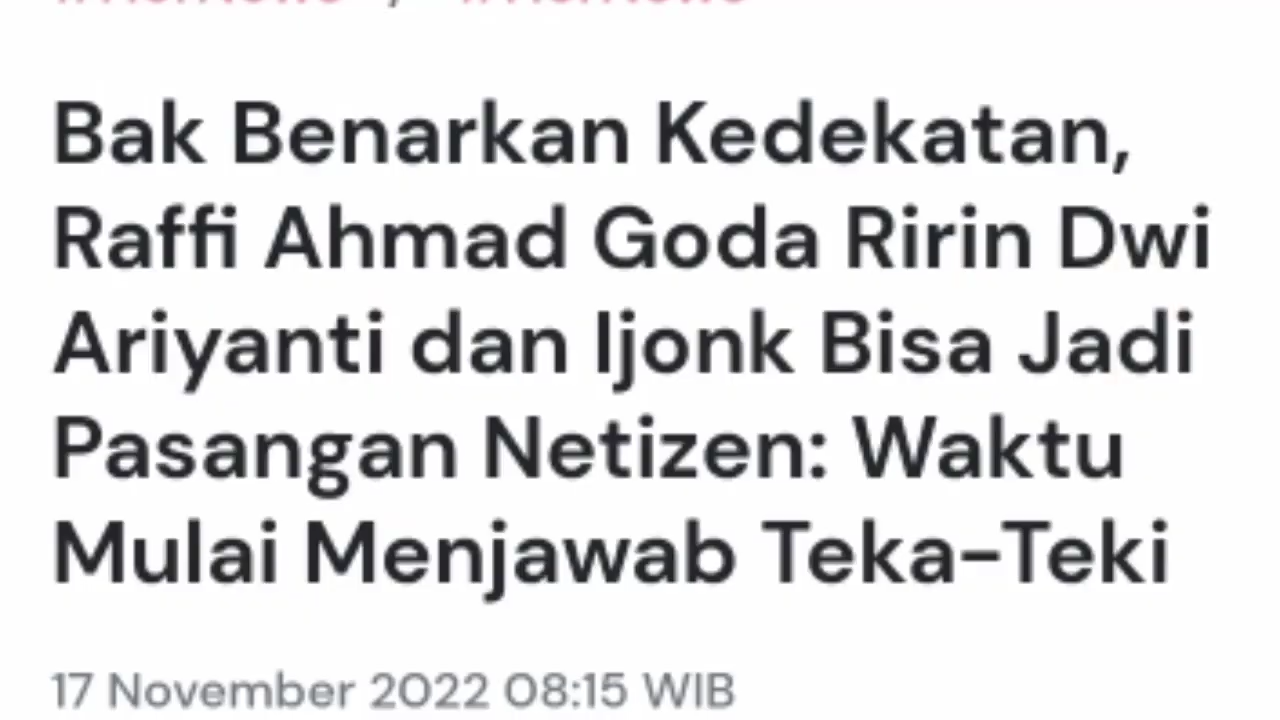 Bak Benarkan Kedekatan,
Raffi Ahmad Goda Ririn Dwi
Ariyanti dan Ijonk Bisa Jadi
Pasangan Netizen: Waktu
Mulai Menjawab Teka-Teki
17 November 2022 08:15 WIB